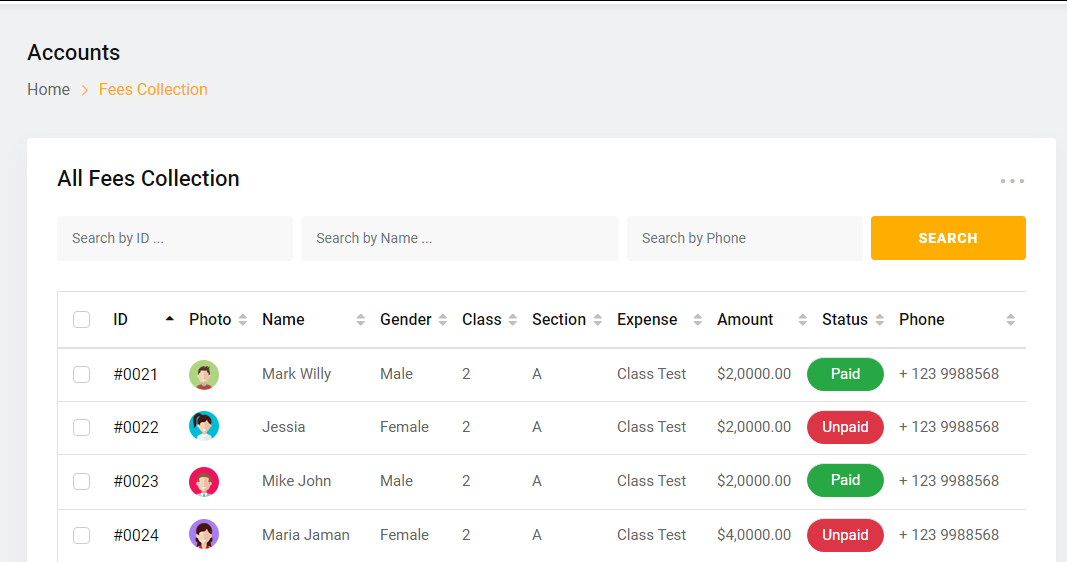 Accounts
Home > Fees Collection
All Fees Collection
Search by ID ... Search by Name ... Search by Phone SEARCH
ID Photo Name Gender Class Section Expense Amount Status Phone
#0021 Mark Willy Male 2 A Class Test $2,0000.00 Paid + 123 9988568
#0022 Jessia Female 2 A Class Test $2,0000.00 Unpaid + 123 9988568
#0023 Mike John Male 2 A Class Test $2,0000.00 Paid + 123 9988568
#0024 Maria Jaman Female 2 A Class Test $4,0000.00 Unpaid + 123 9988568